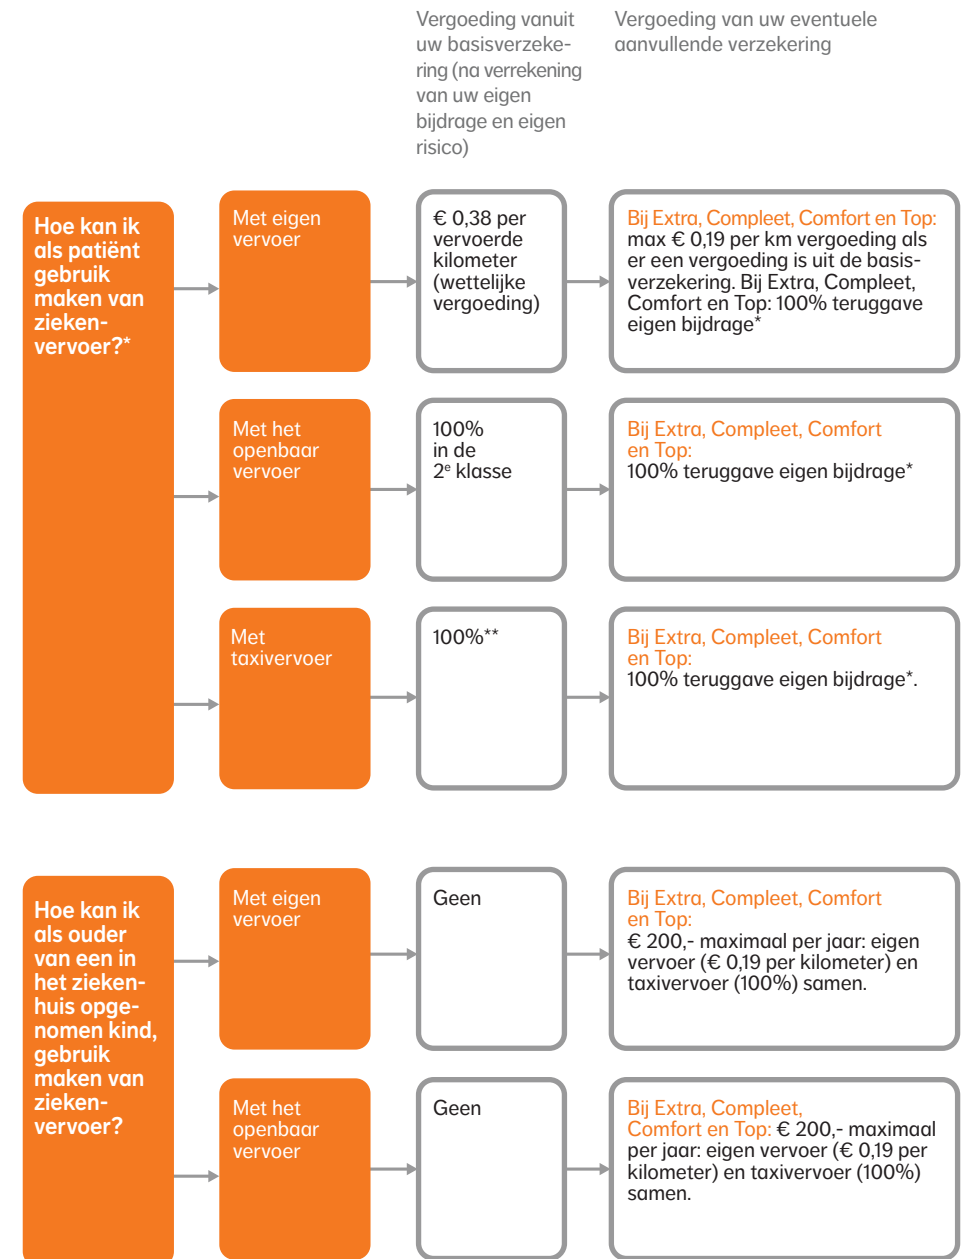 Vergoeding vanuit
uw basisverzeke-
ring (na verrekening
van uw eigen
bijdrage en eigen
risico)
Vergoeding van uw eventuele
aanvullende verzekering
Hoe kan ik
als patiënt
gebruik
maken van
zieken-
vervoer?*
Met eigen
vervoer
€ 0,38 per
vervoerde
kilometer
(wettelijke
vergoeding)
Bij Extra, Compleet, Comfort en Top:
max € 0,19 per km vergoeding als
er een vergoeding is uit de basis-
verzekering. Bij Extra, Compleet,
Comfort en Top: 100% teruggave
eigen bijdrage*
Met het
openbaar
vervoer
100%
in de
2e klasse
Bij Extra, Compleet, Comfort
en Top:
100% teruggave eigen bijdrage*
Met
taxivervoer
100%**
Bij Extra, Compleet, Comfort
en Top:
100% teruggave eigen bijdrage*.
Hoe kan ik
als ouder
van een in
het zieken-
huis opge-
nomen kind,
gebruik
maken van
zieken-
vervoer?
Met eigen
vervoer
Geen
Bij Extra, Compleet, Comfort
en Top:
€ 200,- maximaal per jaar: eigen
vervoer (€ 0,19 per kilometer) en
taxivervoer (100%) samen.
Met het
openbaar
vervoer
Geen
Bij Extra, Compleet,
Comfort en Top: € 200,- maximaal
per jaar: eigen vervoer (€ 0,19 per
kilometer) en taxivervoer (100%)
samen.